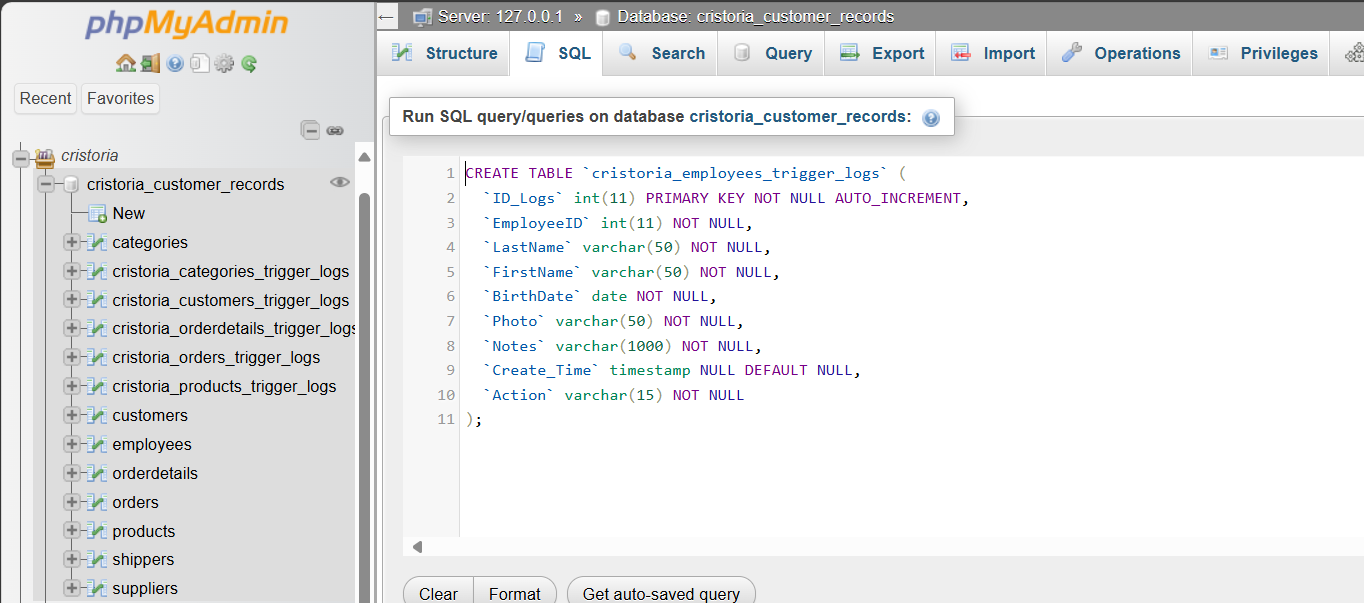 phpMyAdmin
Recent Favorites
cristoria
cristoria_customer_records
New
categories
cristoria_categories_trigger_logs
cristoria_customers_trigger_logs
cristoria_orderdetails_trigger_logs
cristoria_orders_trigger_logs
cristoria_products_trigger_logs
customers
employees
orderdetails
orders
products
shippers
suppliers
Server: 127.0.0.1 » Database: cristoria_customer_records
Structure SQL Search Query Export Import Operations Privileges
Run SQL query/queries on database cristoria_customer_records:
1 CREATE TABLE `cristoria_employees_trigger_logs` (
2 `ID_Logs` int(11) PRIMARY KEY NOT NULL AUTO_INCREMENT,
3 `EmployeeID` int(11) NOT NULL,
4 `LastName` varchar(50) NOT NULL,
5 `FirstName` varchar(50) NOT NULL,
6 `BirthDate` date NOT NULL,
7 `Photo` varchar(50) NOT NULL,
8 `Notes` varchar(1000) NOT NULL,
9 `Create_Time` timestamp NULL DEFAULT NULL,
10 `Action` varchar(15) NOT NULL
11 );
Clear Format Get auto-saved query